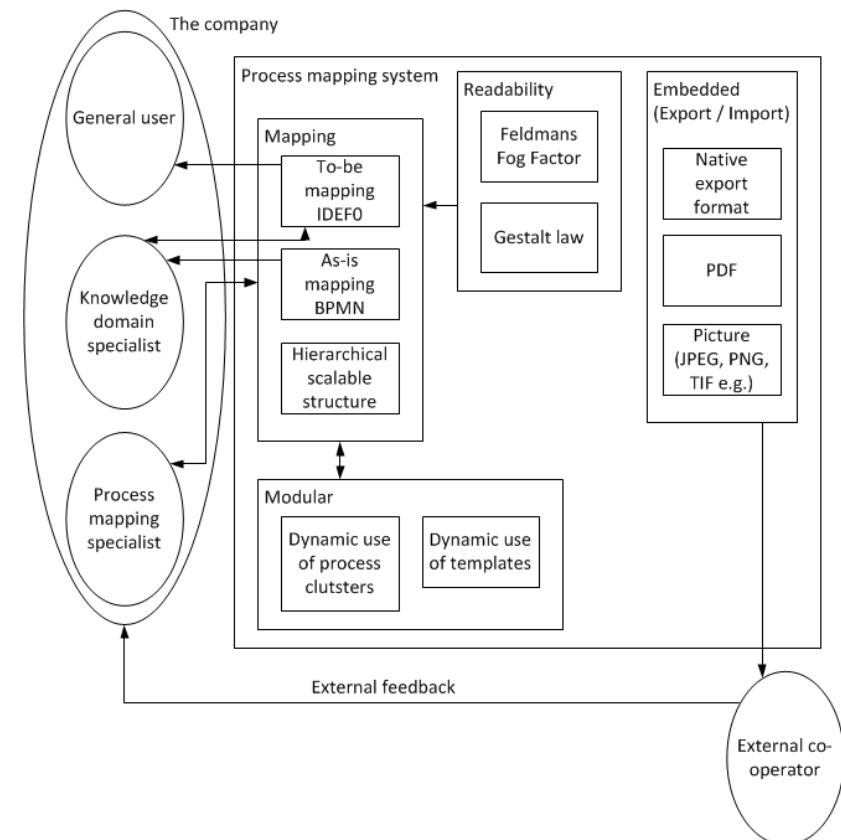 The company
General user
Knowledge
domain
specialist
Process
mapping
specialist
Process mapping system
Mapping
To-be
mapping
IDEF0
As-is
mapping
BPMN
Hierarchical
scalable
structure
Readability
Feldmans
Fog Factor
Gestalt law
Embedded
(Export / Import)
Native
export
format
PDF
Picture
(JPEG, PNG,
TIF e.g.)
Modular
Dynamic use
of process
clutsters
Dynamic use
of templates
External feedback
External co-
operator